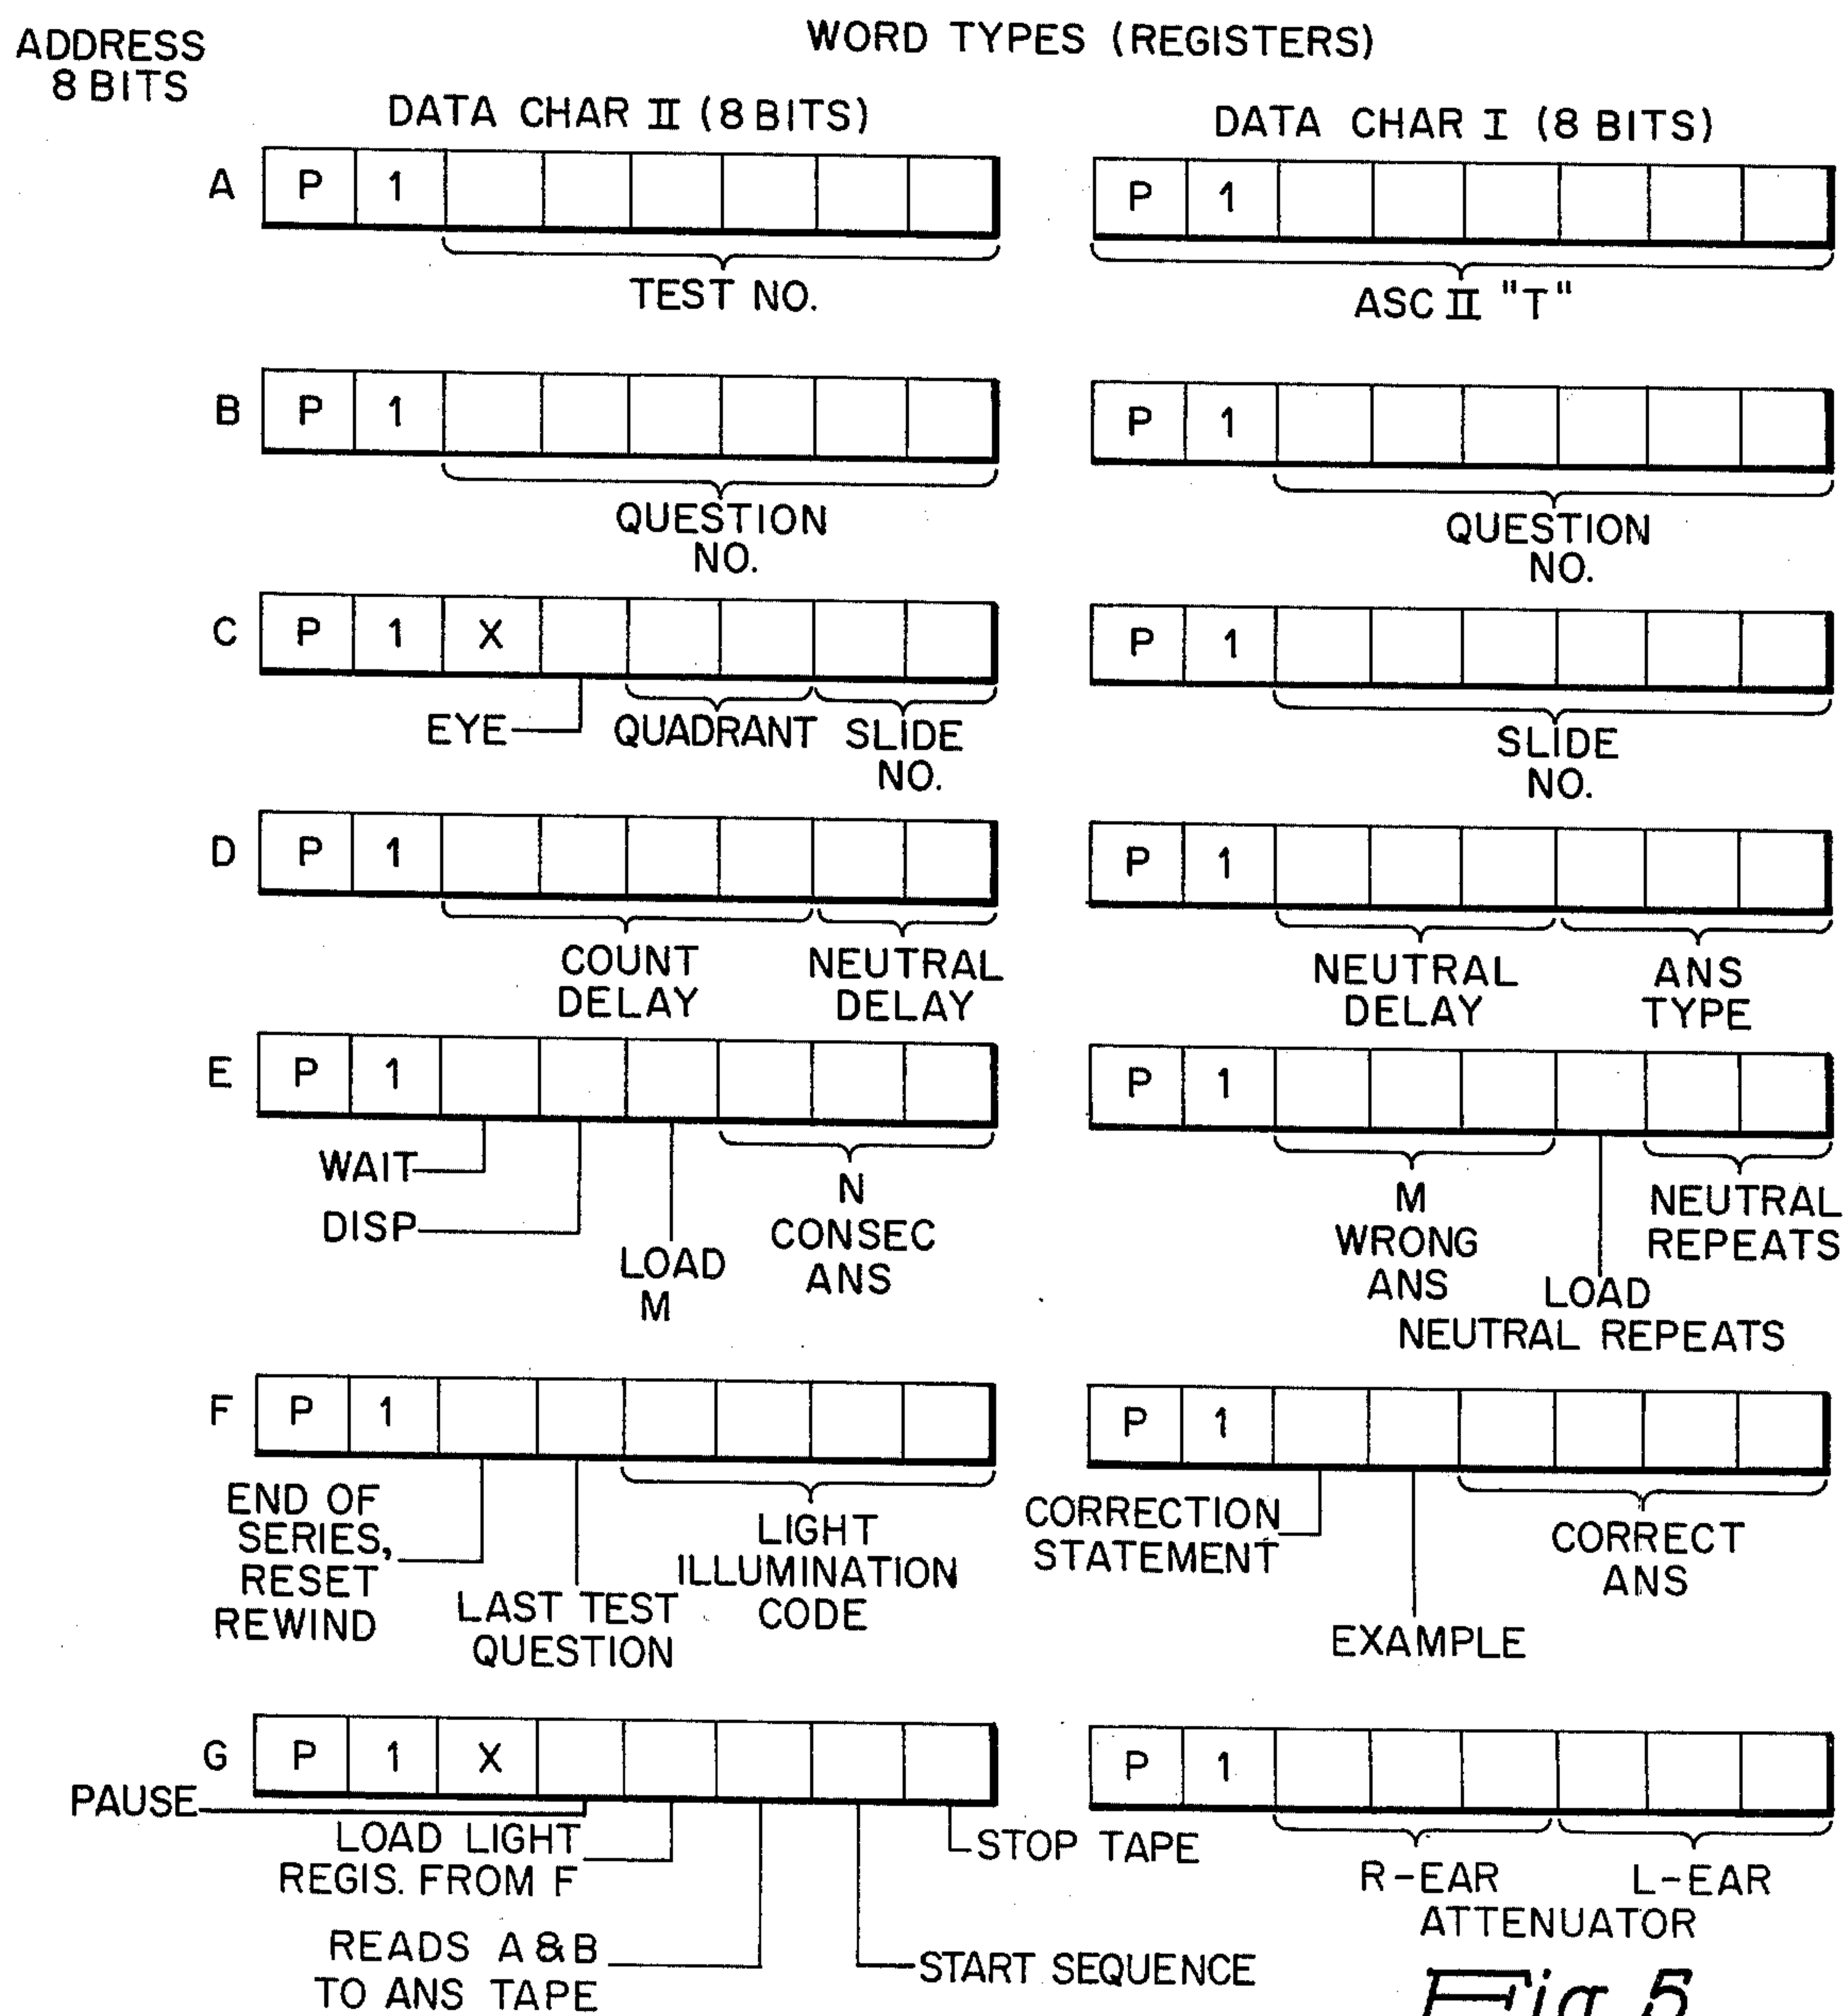 ADDRESS
8 BITS
WORD TYPES (REGISTERS)
DATA CHAR II (8 BITS)
DATA CHAR I (8 BITS)
A P 1
P 1
TEST NO.
ASC II "T"
B P 1
P 1
QUESTION
NO.
QUESTION
NO.
C P 1 X
P 1
EYE
QUADRANT
SLIDE
NO.
SLIDE
NO.
D P 1
P 1
COUNT
DELAY
NEUTRAL
DELAY
NEUTRAL
DELAY
ANS
TYPE
E P 1
P 1
WAIT
DISP
LOAD
M
N
CONSEC
ANS
M
WRONG
ANS
LOAD
NEUTRAL REPEATS
NEUTRAL
REPEATS
F P 1
P 1
END OF
SERIES,
RESET
REWIND
LAST TEST
QUESTION
LIGHT
ILLUMINATION
CODE
CORRECTION
STATEMENT
EXAMPLE
CORRECT
ANS
G P 1 X
P 1
PAUSE
LOAD LIGHT
REGIS. FROM F
READS A & B
TO ANS TAPE
START SEQUENCE
STOP TAPE
R-EAR
L-EAR
ATTENUATOR
Fig. 5